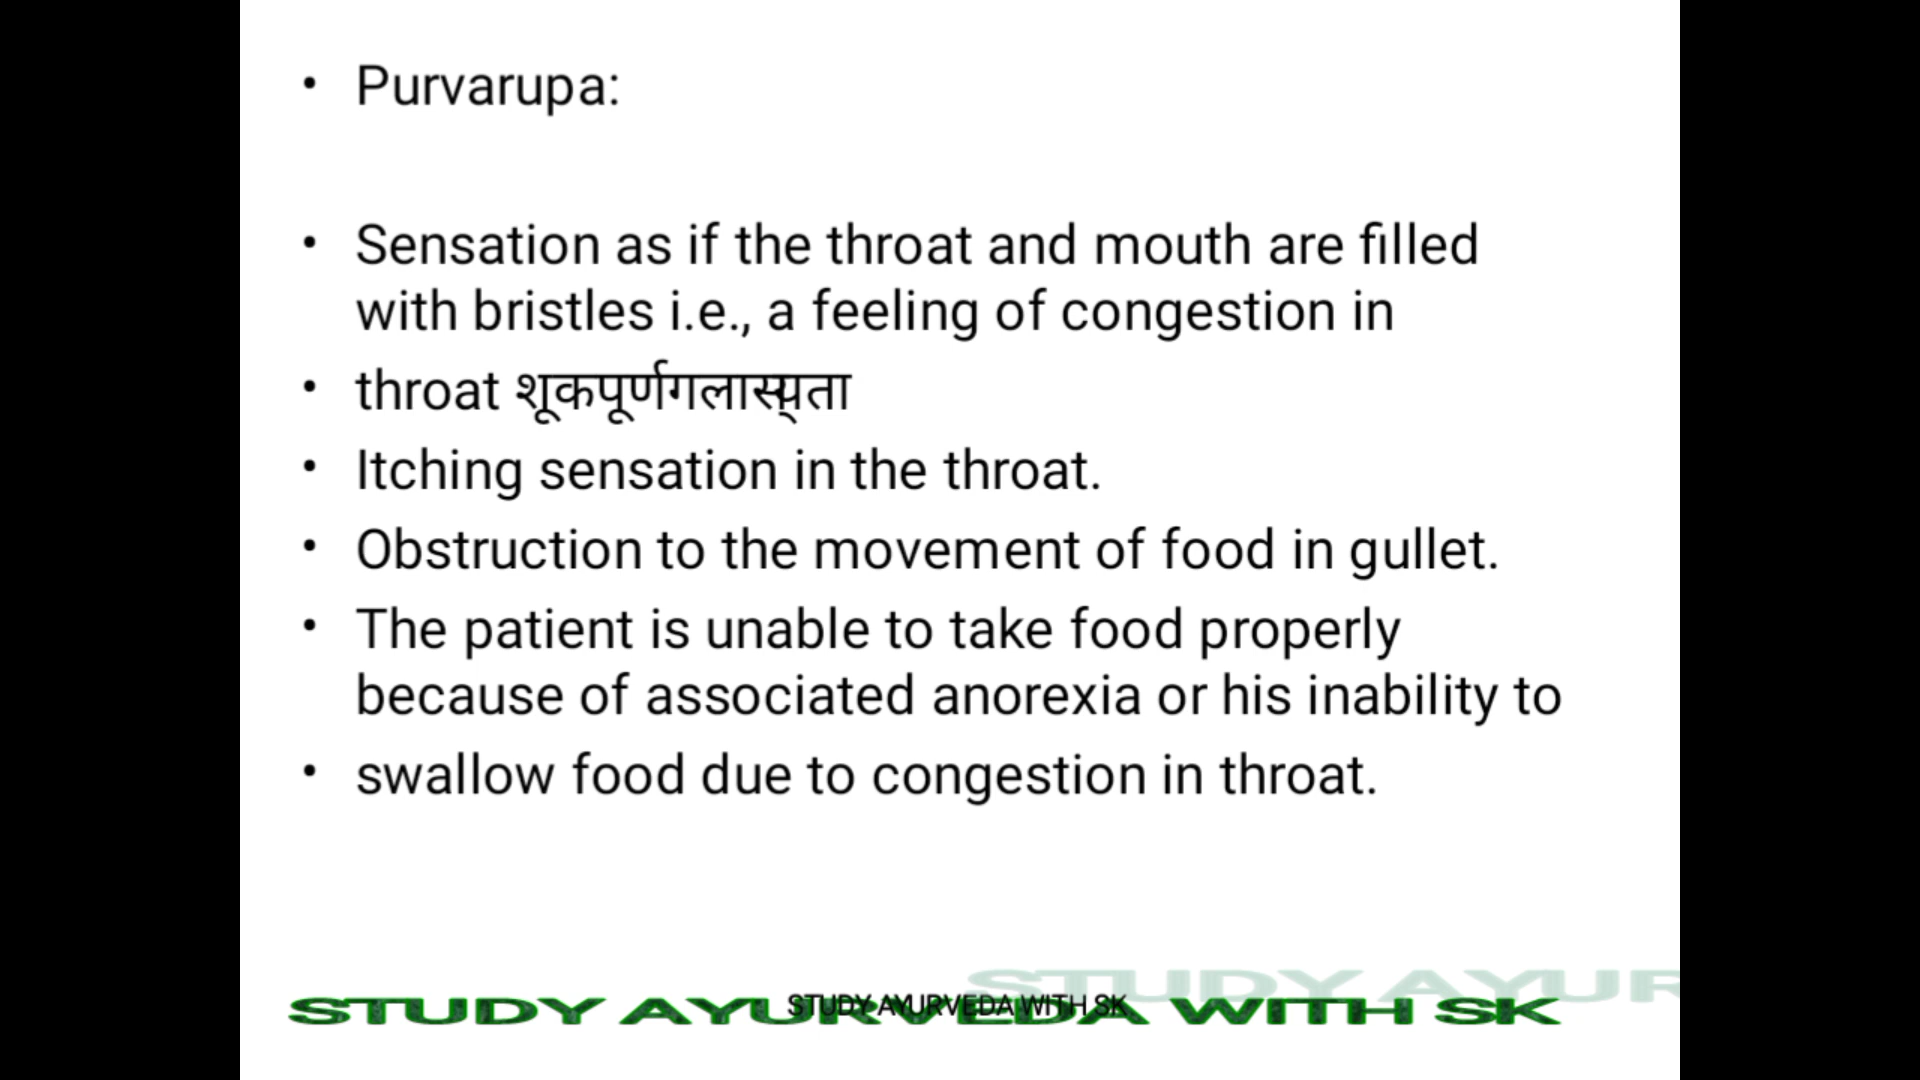 • Purvarupa:
• Sensation as if the throat and mouth are filled
with bristles i.e., a feeling of congestion in
• throat शूकपूर्णगलास्य्ता
• Itching sensation in the throat.
• Obstruction to the movement of food in gullet.
• The patient is unable to take food properly
because of associated anorexia or his inability to
• swallow food due to congestion in throat.
STUDY AYUR
STUDY AYURVEDA WITH SK
STUDY AYURVEDA WITH SK